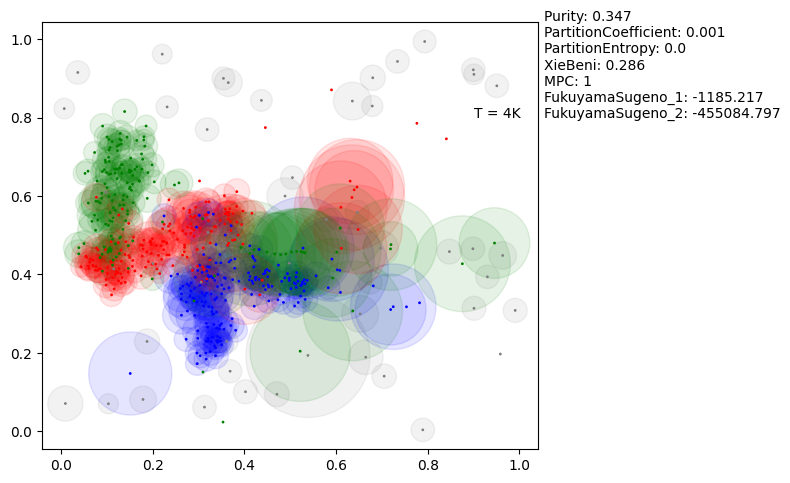 Purity: 0.347
PartitionCoefficient: 0.001
PartitionEntropy: 0.0
XieBeni: 0.286
MPC: 1
FukuyamaSugeno_1: -1185.217
FukuyamaSugeno_2: -455084.797
T = 4K
1.0
0.8
0.6
0.4
0.2
0.0
0.0 0.2 0.4 0.6 0.8 1.0